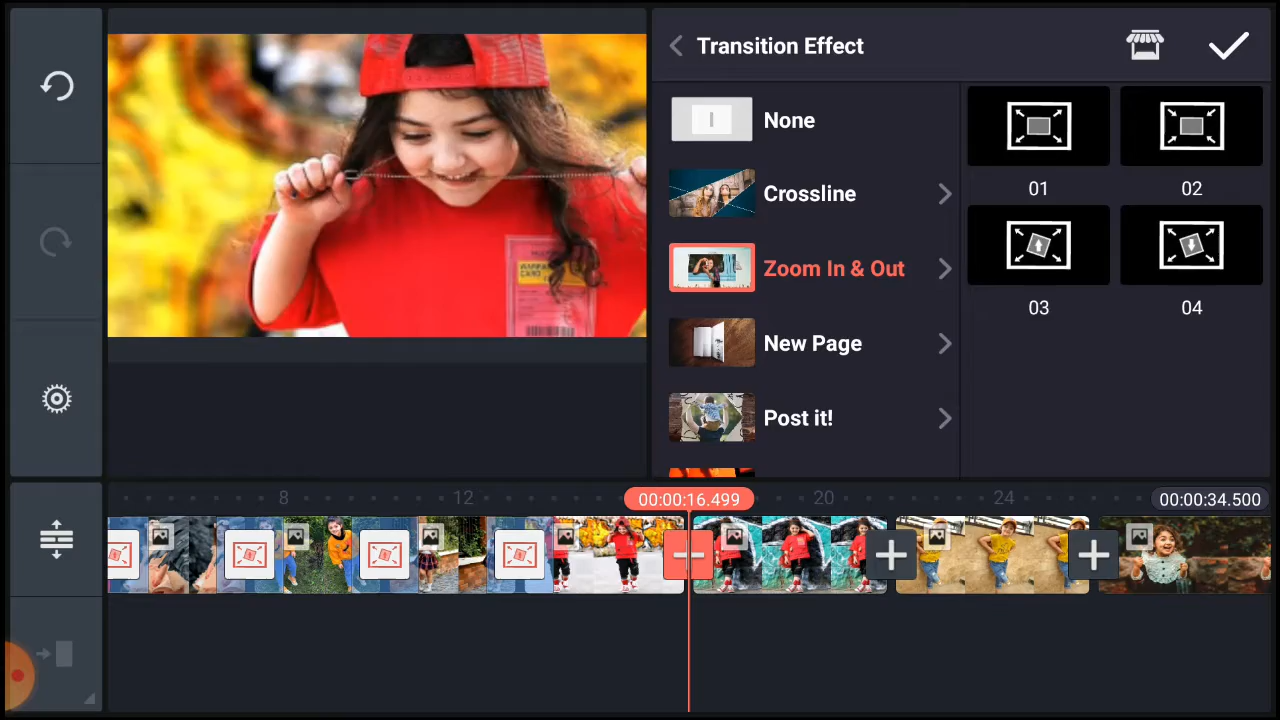 Transition Effect
None
Crossline
Zoom In & Out
New Page
Post it!
01
02
03
04
8
12
00:00:16.499
20
24
00:00:34.500